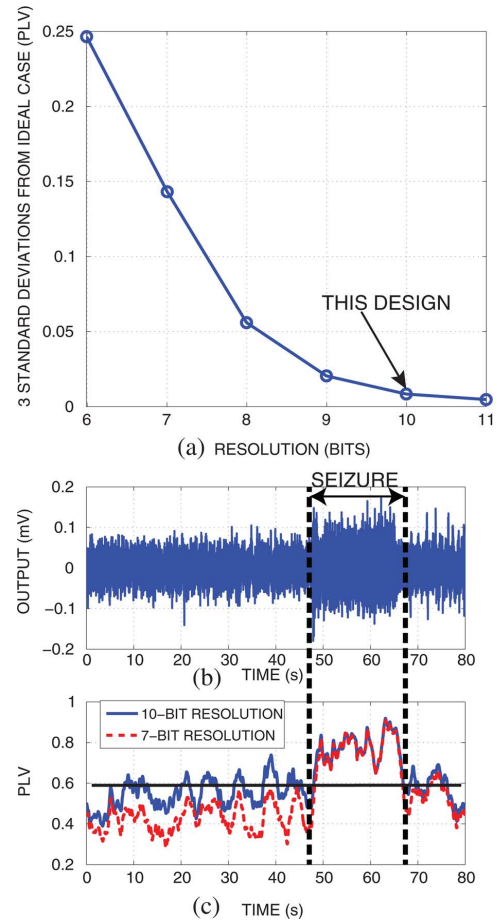 3 STANDARD DEVIATIONS FROM IDEAL CASE (PLV)
0.25
0.2
0.15
0.1
0.05
0
THIS DESIGN
6 7 8 9 10 11
(a) RESOLUTION (BITS)
SEIZURE
OUTPUT (mV)
0.2
0.1
0
−0.1
−0.2
0 10 20 30 40 50 60 70 80
(b) TIME (s)
PLV
1
0.8
0.6
0.4
0.2
10−BIT RESOLUTION
7−BIT RESOLUTION
0 10 20 30 40 50 60 70 80
(c) TIME (s)